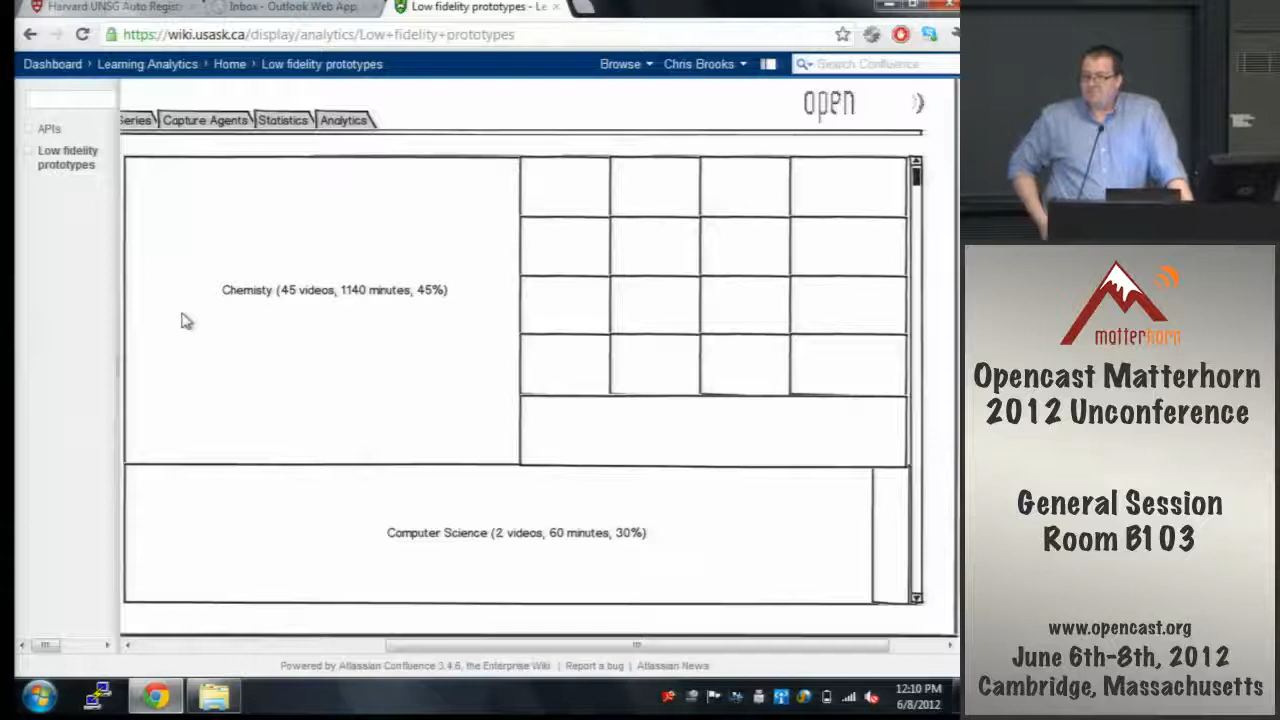 Harvard UNSG Auto Regist
Inbox - Outlook Web App
Low fidelity prototypes - Le
https://wiki.usask.ca/display/analytics/Low+fidelity+prototypes
Dashboard › Learning Analytics › Home › Low fidelity prototypes
Browse
Chris Brooks
Search Confluence
APIs
Low fidelity
prototypes
Series
Capture Agents
Statistics
Analytics
open
Chemisty (45 videos, 1140 minutes, 45%)
Computer Science (2 videos, 60 minutes, 30%)
Powered by Atlassian Confluence 3.4.6, the Enterprise Wiki | Report a bug | Atlassian News
12:10 PM
6/8/2012
matterhorn
Opencast Matterhorn
2012 Unconference
General Session
Room B103
www.opencast.org
June 6th-8th, 2012
Cambridge, Massachusetts